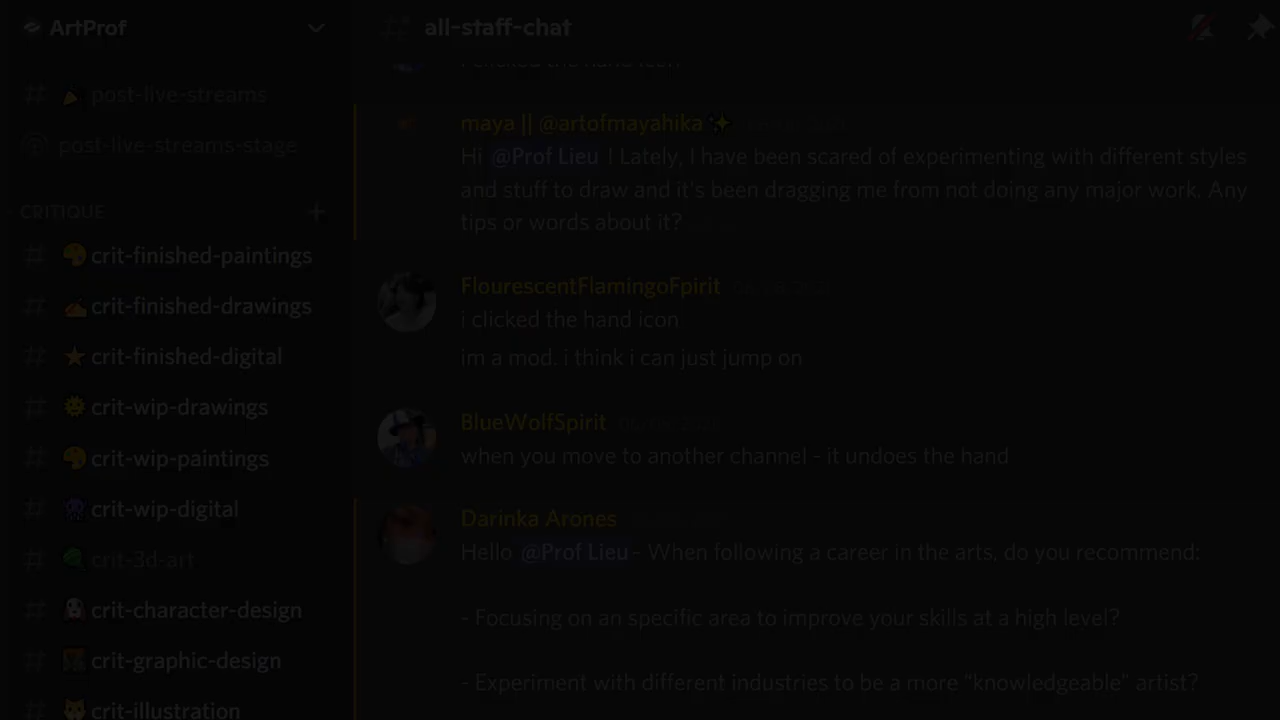 ArtProf
post-live-streams
post-live-streams-stage
CRITIQUE
crit-finished-paintings
crit-finished-drawings
crit-finished-digital
crit-wip-drawings
crit-wip-paintings
crit-wip-digital
crit-3d-art
crit-character-design
crit-graphic-design
crit-illustration
all-staff-chat
maya || @artofmayahika
Hi @Prof Lieu ! Lately, I have been scared of experimenting with different styles
and stuff to draw and it's been dragging me from not doing any major work. Any
tips or words about it?
FlourescentFlamingoFpirit
i clicked the hand icon
im a mod. i think i can just jump on
BlueWolfSpirit
when you move to another channel - it undoes the hand
Darinka Arones
Hello @Prof Lieu - When following a career in the arts, do you recommend:
- Focusing on an specific area to improve your skills at a high level?
- Experiment with different industries to be a more "knowledgeable" artist?